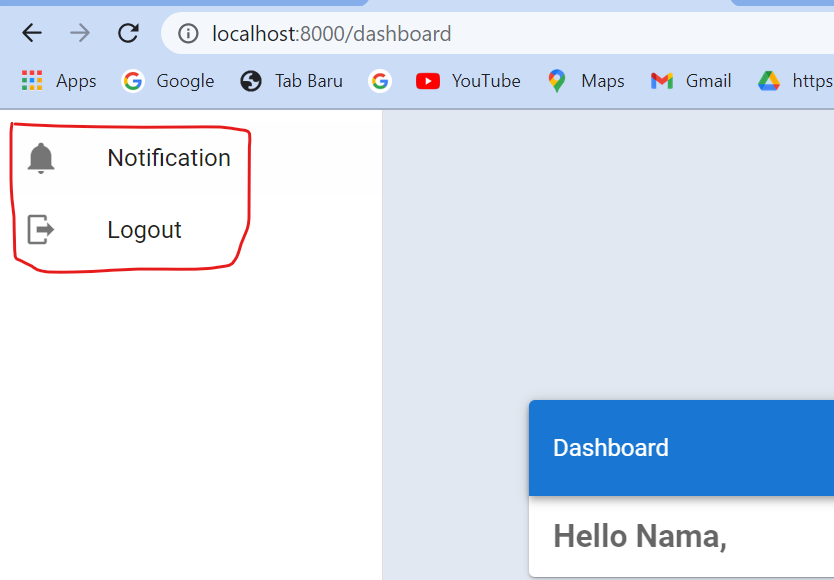 localhost:8000/dashboard
Apps Google Tab Baru YouTube Maps Gmail https
Notification
Logout
Dashboard
Hello Nama,